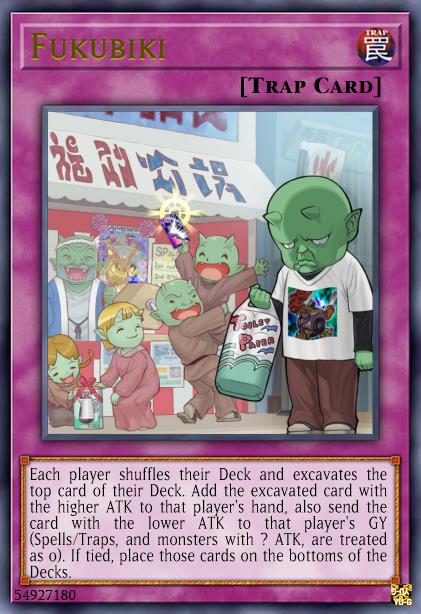 Fukubiki
TRAP
罠
[Trap Card]
Toilet
Paper
Each player shuffles their Deck and excavates the
top card of their Deck. Add the excavated card with
the higher ATK to that player's hand, also send the
card with the lower ATK to that player's GY
(Spells/Traps, and monsters with ? ATK, are treated
as 0). If tied, place those cards on the bottoms of the
Decks.
54927180